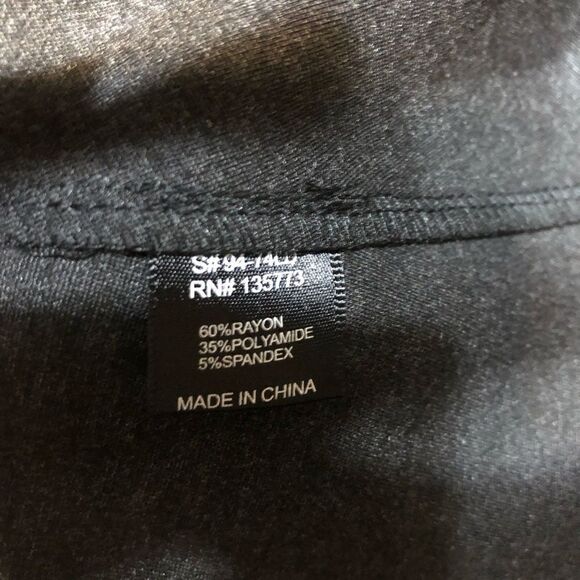 RN# 135773
60%RAYON
35%POLYAMIDE
5%SPANDEX
MADE IN CHINA